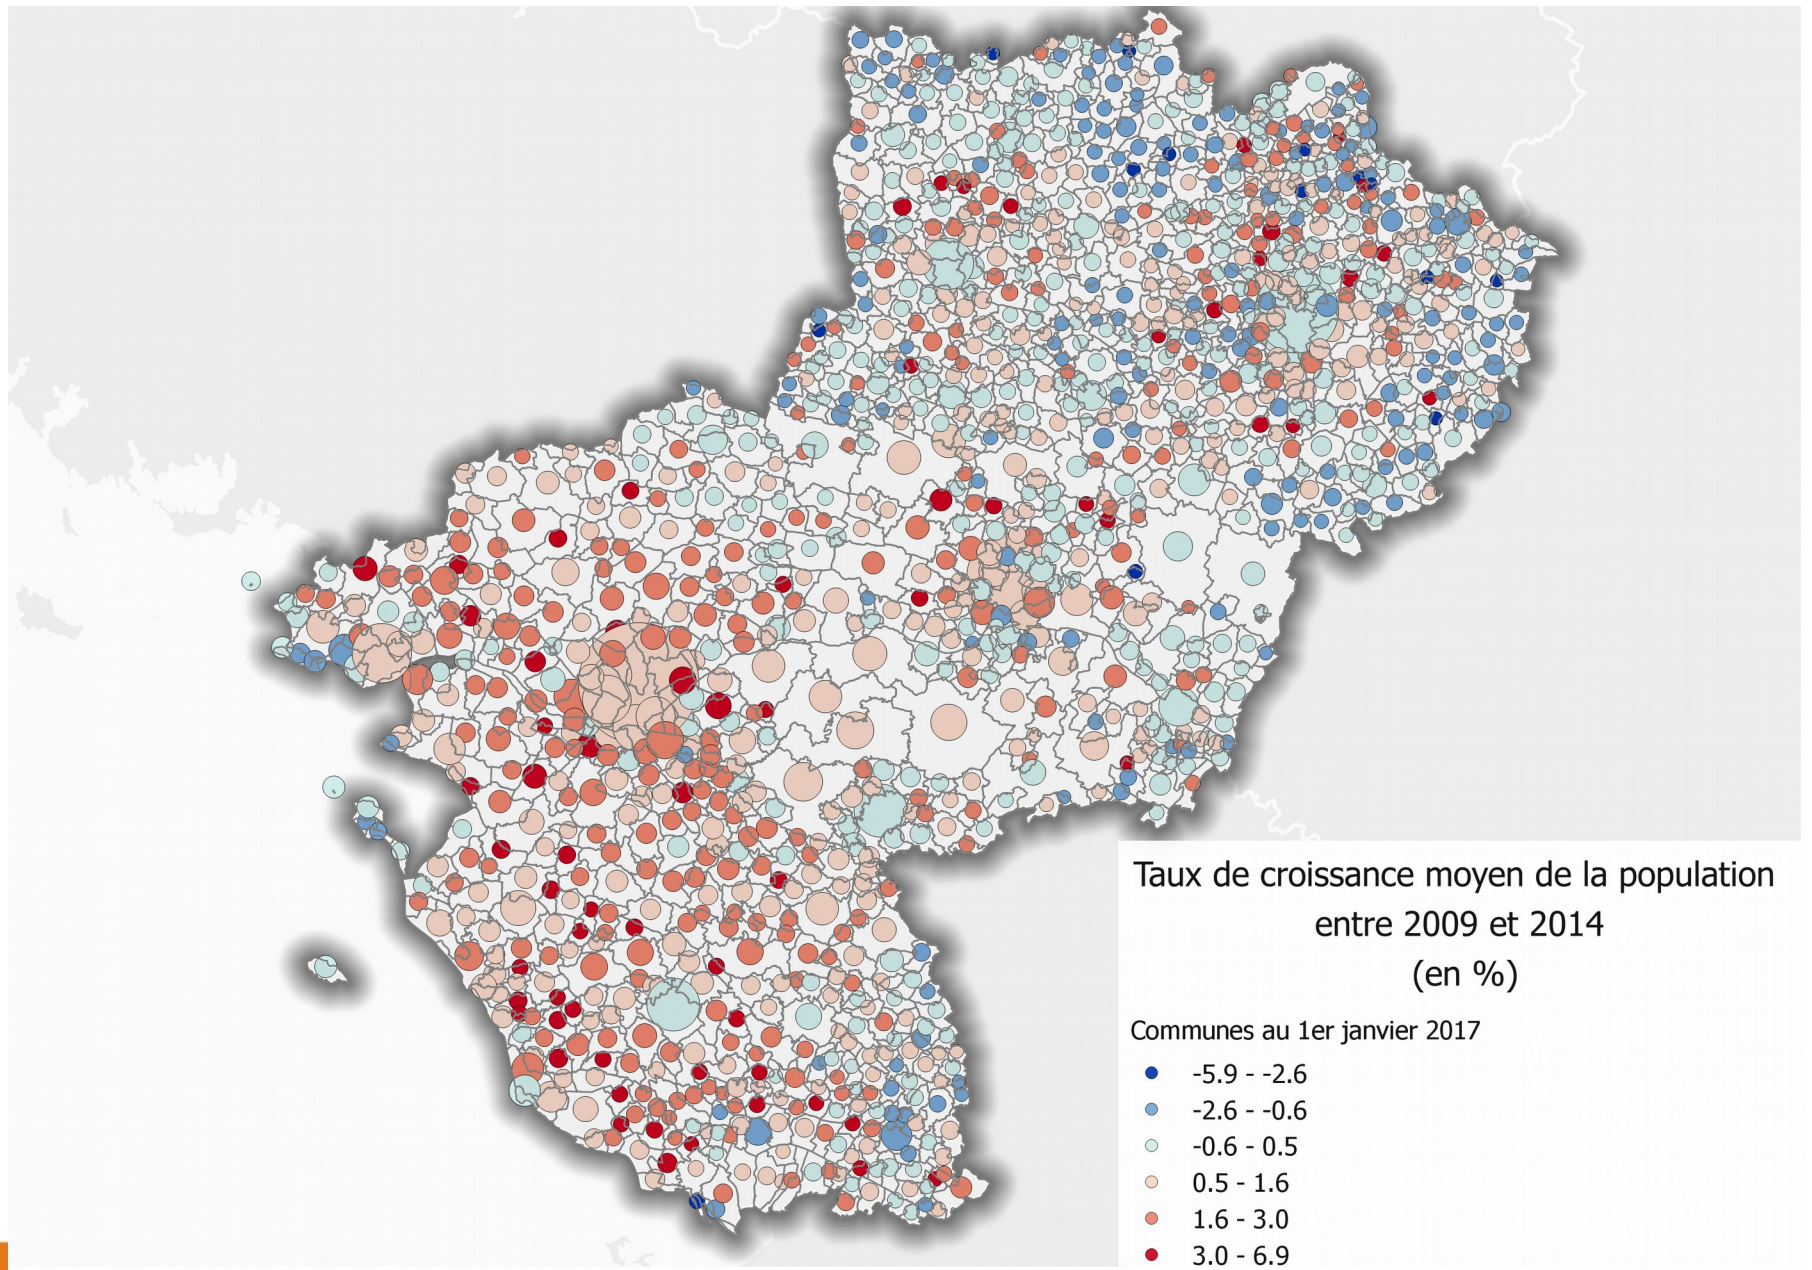 Taux de croissance moyen de la population
entre 2009 et 2014
(en %)
Communes au 1er janvier 2017
-5.9 - -2.6
-2.6 - -0.6
-0.6 - 0.5
0.5 - 1.6
1.6 - 3.0
3.0 - 6.9